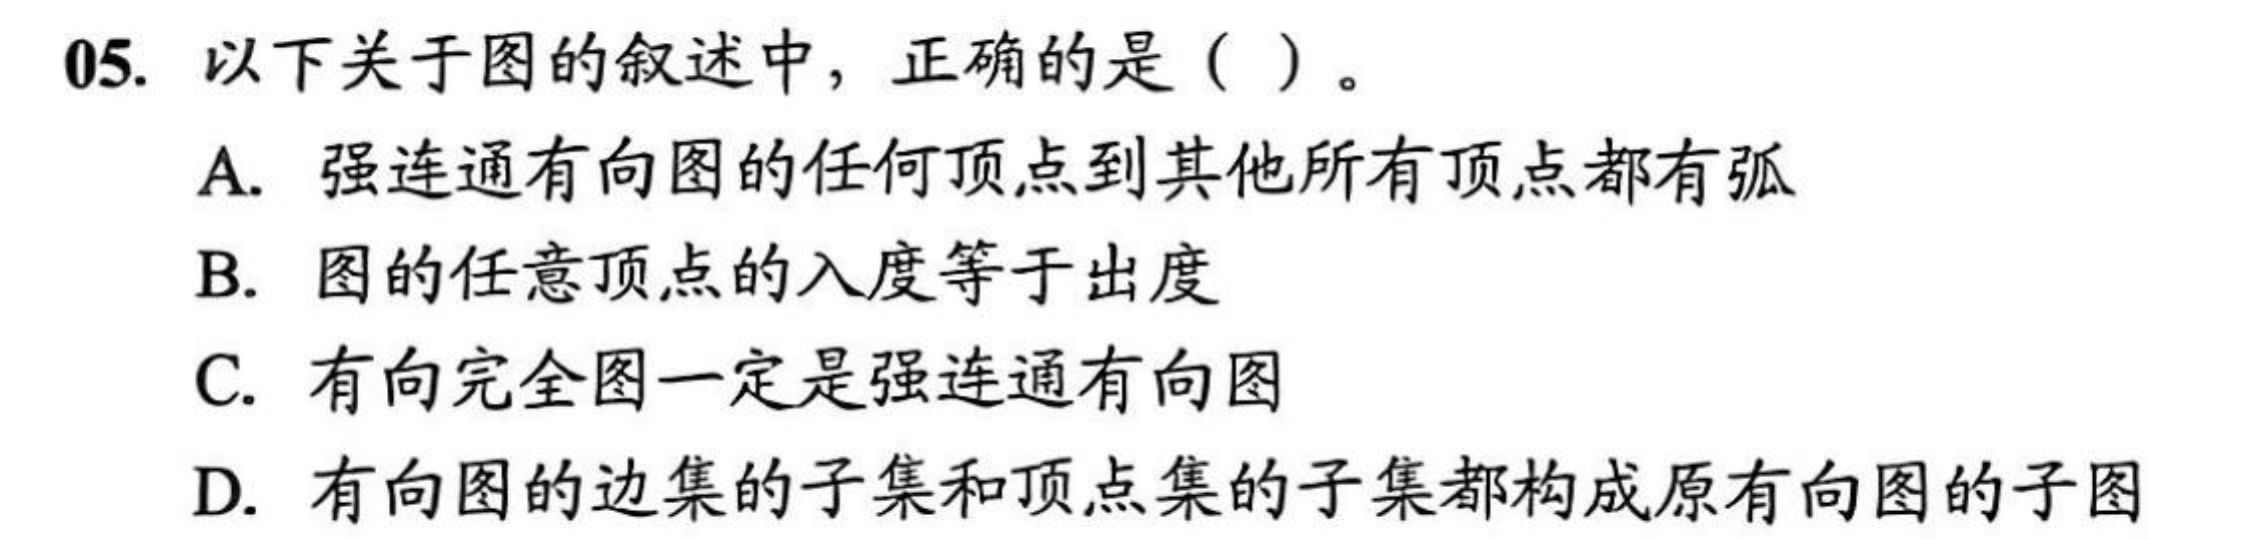 05. 以下关于图的叙述中，正确的是（ ）。
A. 强连通有向图的任何顶点到其他所有顶点都有弧
B. 图的任意顶点的入度等于出度
C. 有向完全图一定是强连通有向图
D. 有向图的边集的子集和顶点集的子集都构成原有向图的子图